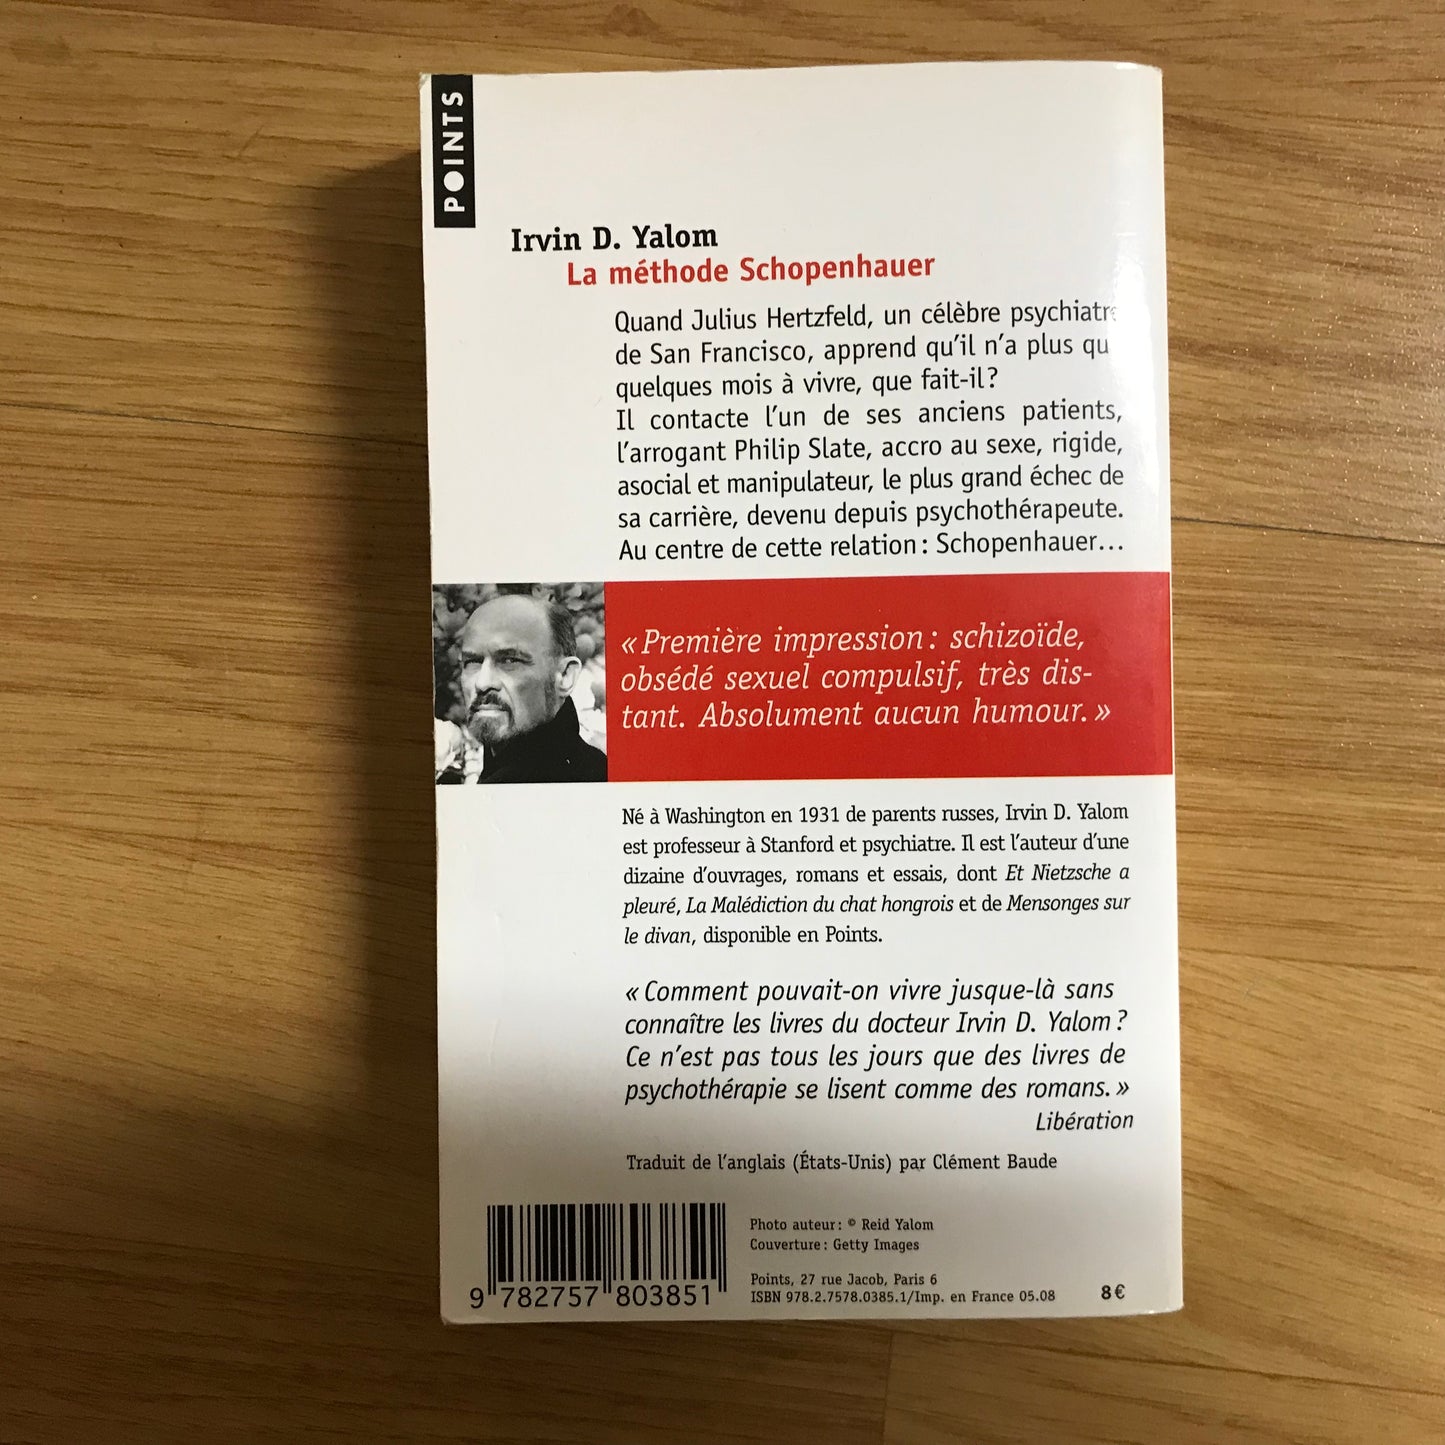 POINTS
Irvin D. Yalom
La méthode Schopenhauer
Quand Julius Hertzfeld, un célèbre psychiatre
de San Francisco, apprend qu'il n'a plus qu
quelques mois à vivre, que fait-il?
Il contacte l'un de ses anciens patients,
l'arrogant Philip Slate, accro au sexe, rigide,
asocial et manipulateur, le plus grand échec de
sa carrière, devenu depuis psychothérapeute.
Au centre de cette relation : Schopenhauer...
« Première impression : schizoïde,
obsédé sexuel compulsif, très dis-
tant. Absolument aucun humour. »
Né à Washington en 1931 de parents russes, Irvin D. Yalom
est professeur à Stanford et psychiatre. Il est l'auteur d'une
dizaine d'ouvrages, romans et essais, dont Et Nietzsche a
pleuré, La Malédiction du chat hongrois et de Mensonges sur
le divan, disponible en Points.
« Comment pouvait-on vivre jusque-là sans
connaître les livres du docteur Irvin D. Yalom ?
Ce n'est pas tous les jours que des livres de
psychothérapie se lisent comme des romans. »
Libération
Traduit de l'anglais (États-Unis) par Clément Baude
Photo auteur : © Reid Yalom
Couverture : Getty Images
Points, 27 rue Jacob, Paris 6
ISBN 978.2.7578.0385.1/Imp. en France 05.08
8€
9 782757 803851